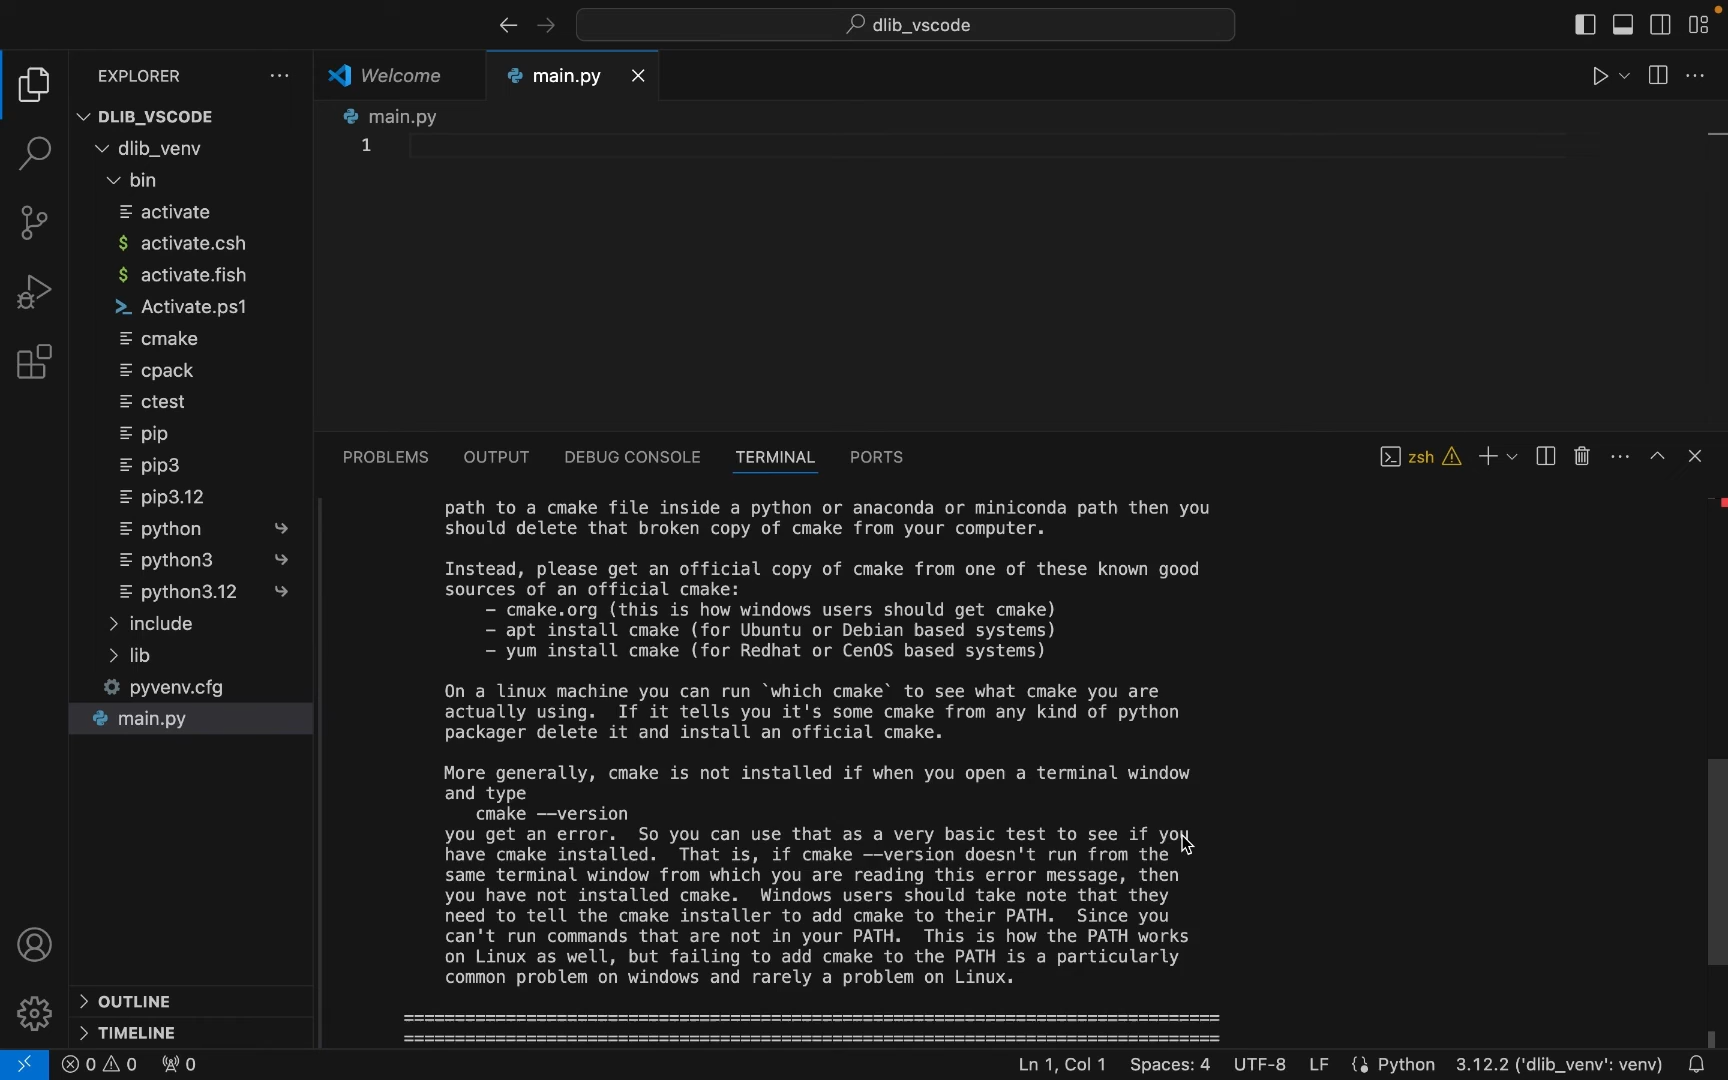 dlib_vscode
EXPLORER
Welcome
main.py
DLIB_VSCODE
main.py
dlib_venv
1
bin
activate
activate.csh
activate.fish
Activate.ps1
cmake
cpack
ctest
pip
pip3
pip3.12
python
python3
python3.12
include
lib
pyvenv.cfg
main.py
OUTLINE
TIMELINE
PROBLEMS OUTPUT DEBUG CONSOLE TERMINAL PORTS
zsh
path to a cmake file inside a python or anaconda or miniconda path then you
should delete that broken copy of cmake from your computer.
Instead, please get an official copy of cmake from one of these known good
sources of an official cmake:
- cmake.org (this is how windows users should get cmake)
- apt install cmake (for Ubuntu or Debian based systems)
- yum install cmake (for Redhat or CenOS based systems)
On a linux machine you can run `which cmake` to see what cmake you are
actually using.  If it tells you it's some cmake from any kind of python
packager delete it and install an official cmake.
More generally, cmake is not installed if when you open a terminal window
and type
cmake --version
you get an error.  So you can use that as a very basic test to see if you
have cmake installed.  That is, if cmake --version doesn't run from the
same terminal window from which you are reading this error message, then
you have not installed cmake.  Windows users should take note that they
need to tell the cmake installer to add cmake to their PATH.  Since you
can't run commands that are not in your PATH.  This is how the PATH works
on Linux as well, but failing to add cmake to the PATH is a particularly
common problem on windows and rarely a problem on Linux.
================================================================================
================================================================================
0 0 0 Ln 1, Col 1 Spaces: 4 UTF-8 LF Python 3.12.2 ('dlib_venv': venv)